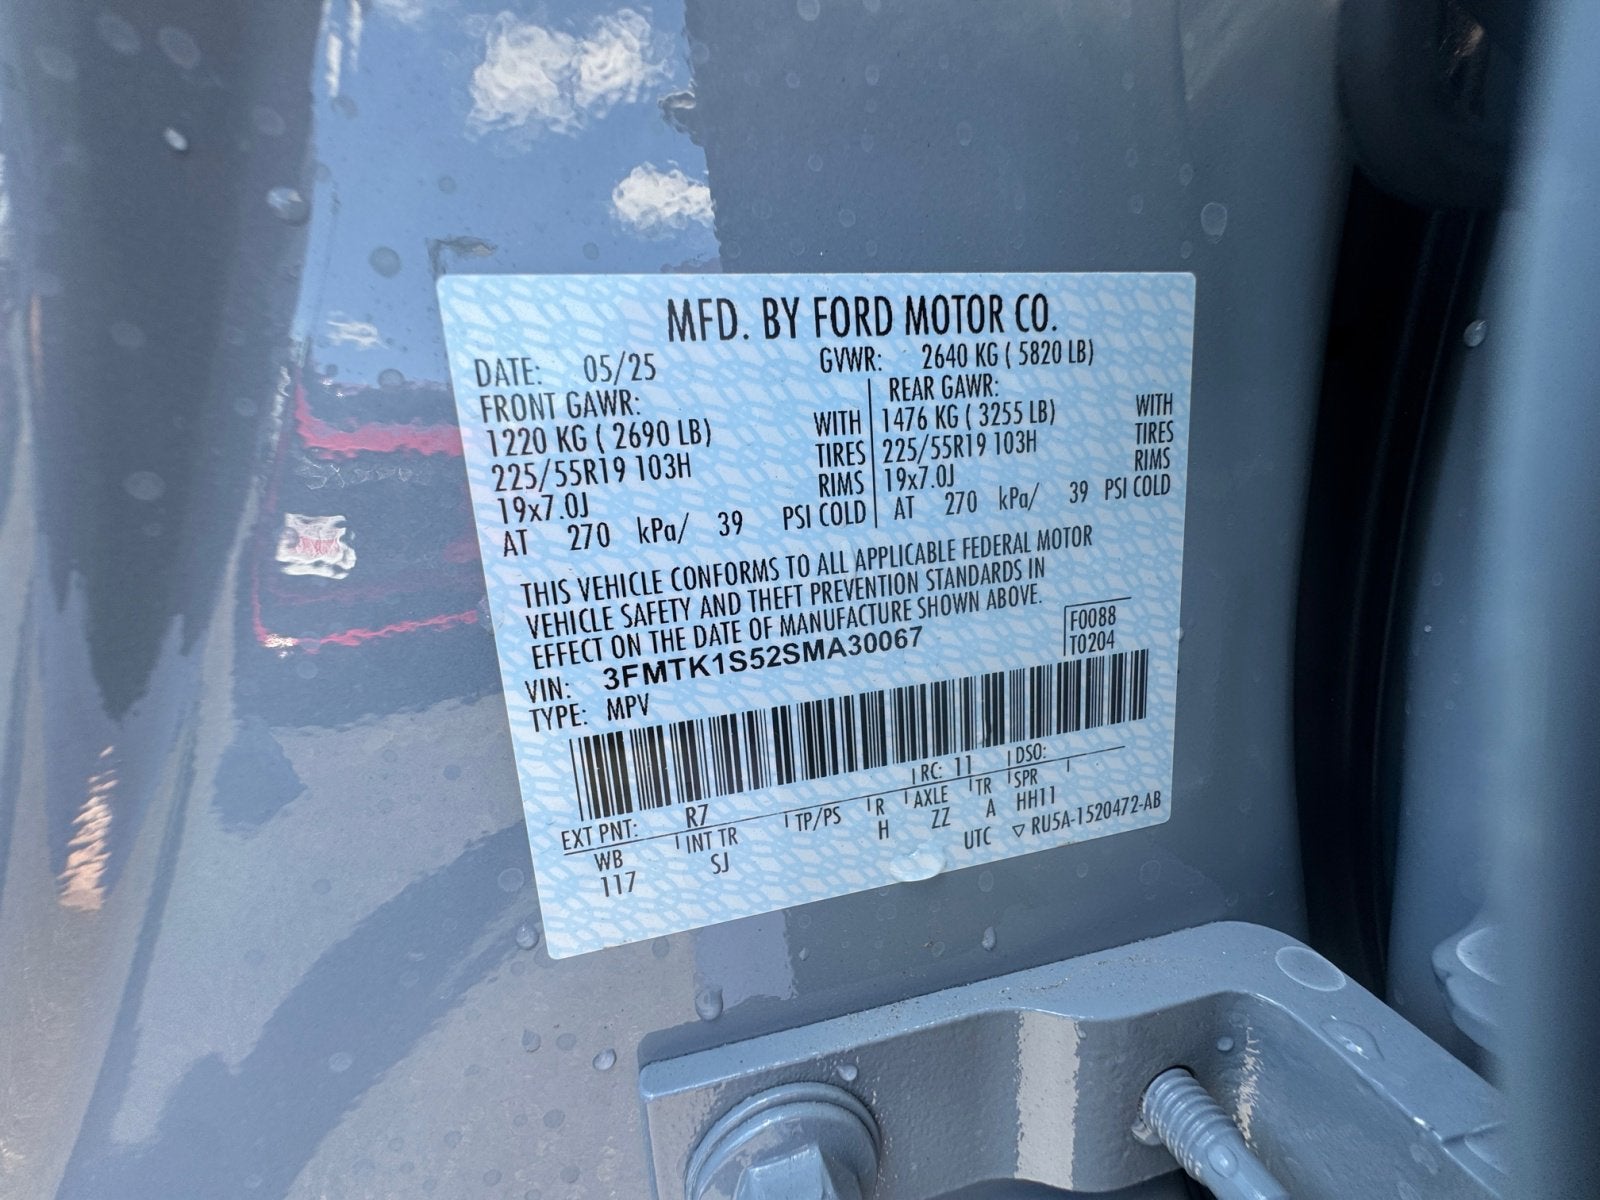 MFD. BY FORD MOTOR CO.
DATE: 05/25 GVWR: 2640 KG ( 5820 LB)
FRONT GAWR: REAR GAWR:
1220 KG ( 2690 LB) WITH 1476 KG ( 3255 LB) WITH
225/55R19 103H TIRES 225/55R19 103H TIRES
19x7.0J RIMS 19x7.0J RIMS
AT 270 kPa/ 39 PSI COLD AT 270 kPa/ 39 PSI COLD
THIS VEHICLE CONFORMS TO ALL APPLICABLE FEDERAL MOTOR
VEHICLE SAFETY AND THEFT PREVENTION STANDARDS IN
EFFECT ON THE DATE OF MANUFACTURE SHOWN ABOVE.
VIN: 3FMTK1S52SMA30067 F0088
TYPE: MPV T0204
EXT PNT: R7 RC: 11 DSO:
WB INT TR TP/PS R AXLE TR SPR
117 SJ H ZZ A HH11
UTC ▽ RU5A-1520472-AB